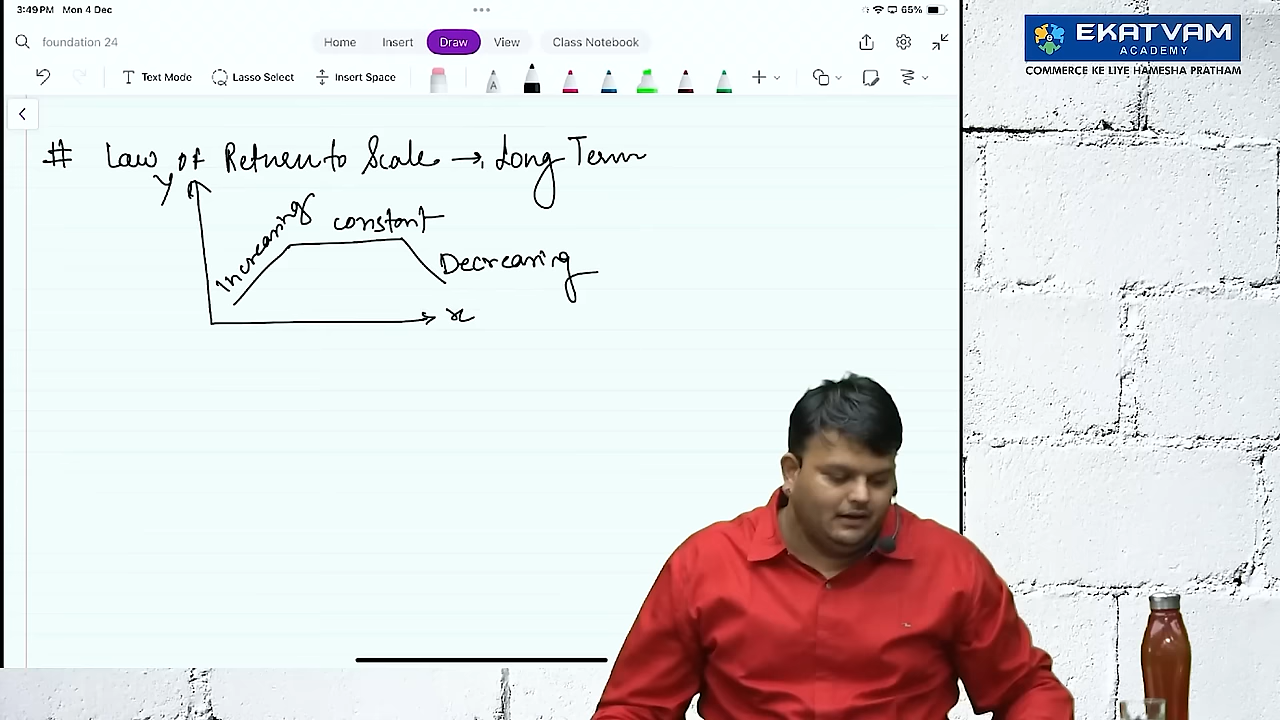 3:49 PM Mon 4 Dec
65%
foundation 24
Home Insert Draw View Class Notebook
Text Mode Lasso Select Insert Space
EKATVAM
ACADEMY
COMMERCE KE LIYE HAMESHA PRATHAM
# Law of Return to Scale → Long Term
Y
Increasing constant Decreasing
x